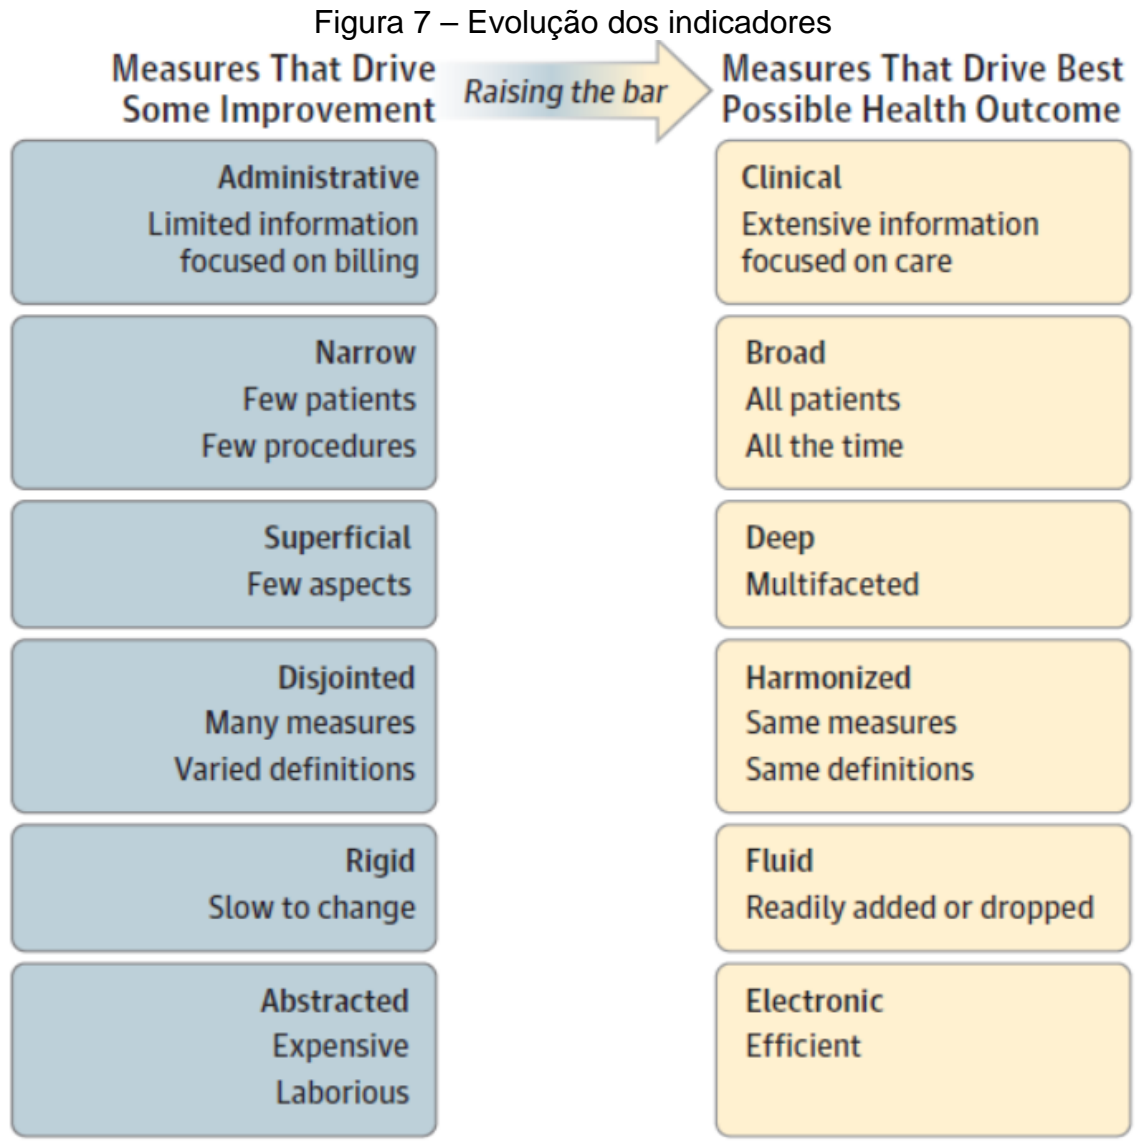 Figura 7 – Evolução dos indicadores
Measures That Drive
Some Improvement
Raising the bar
Measures That Drive Best
Possible Health Outcome
Administrative
Limited information
focused on billing
Clinical
Extensive information
focused on care
Narrow
Few patients
Few procedures
Broad
All patients
All the time
Superficial
Few aspects
Deep
Multifaceted
Disjointed
Many measures
Varied definitions
Harmonized
Same measures
Same definitions
Rigid
Slow to change
Fluid
Readily added or dropped
Abstracted
Expensive
Laborious
Electronic
Efficient